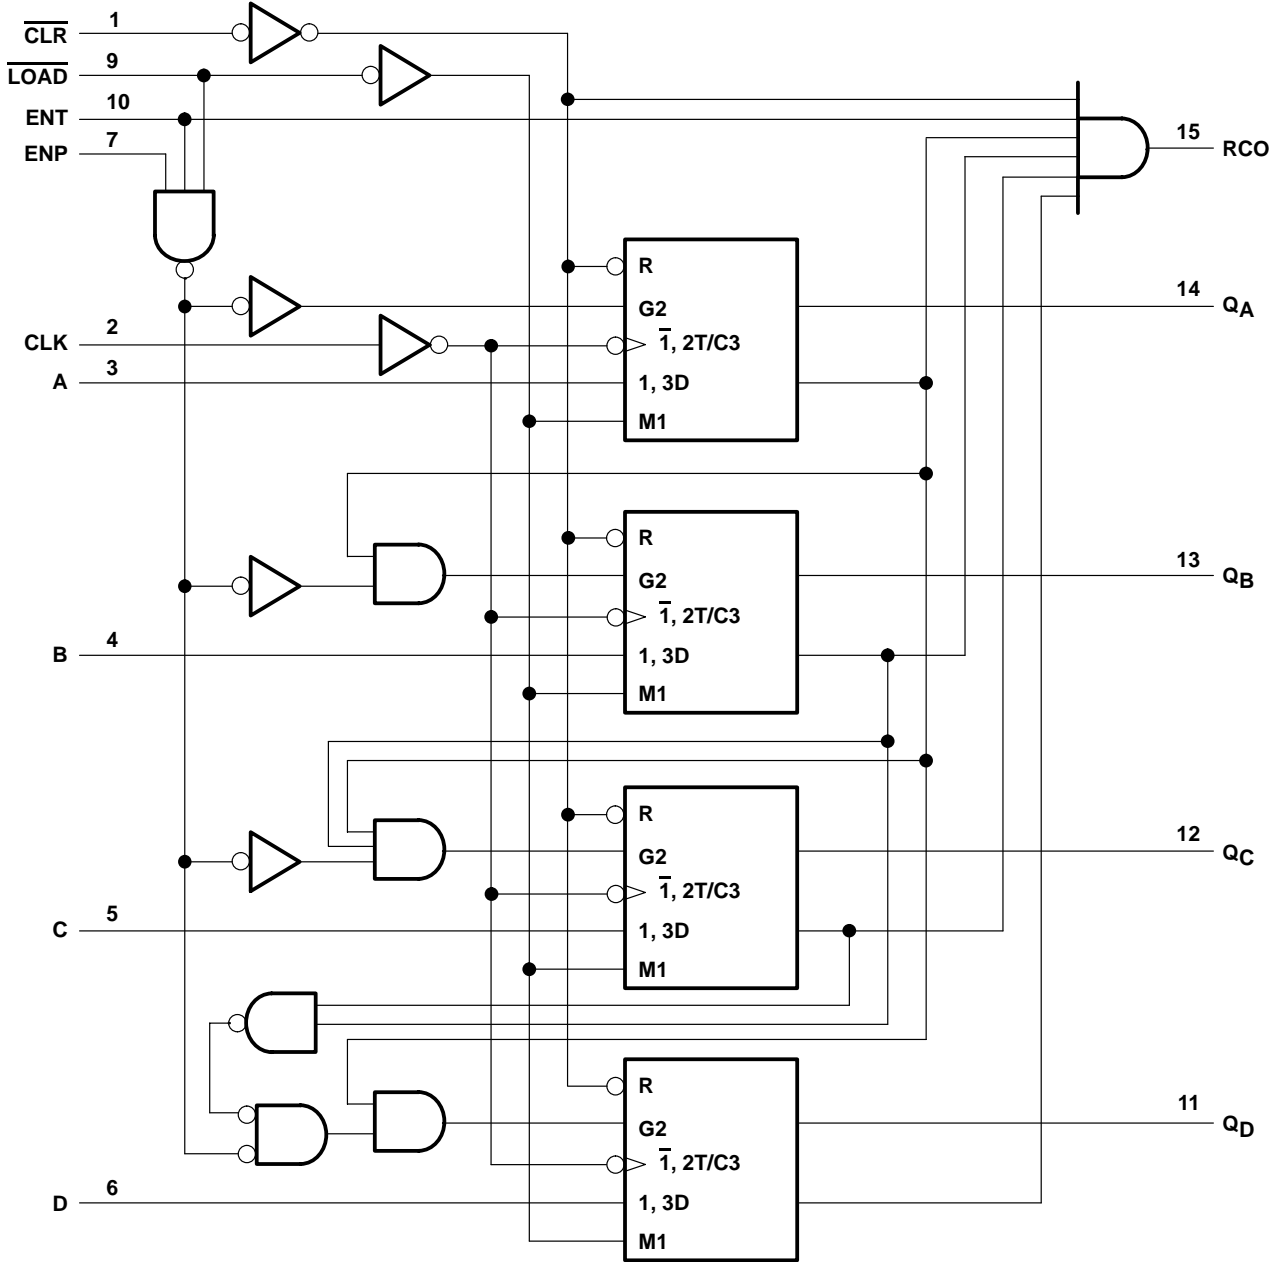 1
C̅L̅R̅
9
L̅O̅A̅D̅
10
ENT
7
ENP
15
RCO
R
14
G2
QA
2
CLK
1̅, 2T/C3
3
A
1, 3D
M1
R
13
G2
QB
1̅, 2T/C3
4
B
1, 3D
M1
R
12
G2
QC
1̅, 2T/C3
5
C
1, 3D
M1
R
11
G2
QD
1̅, 2T/C3
6
D
1, 3D
M1